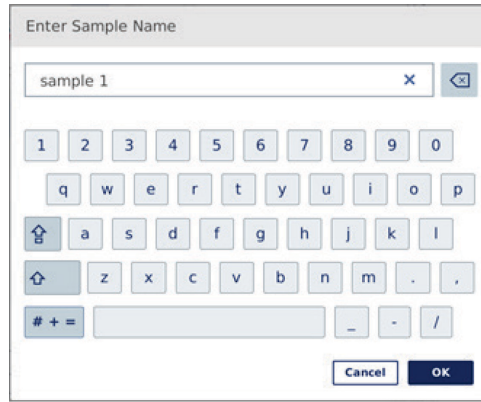 Enter Sample Name
sample 1 ×
1 2 3 4 5 6 7 8 9 0
q w e r t y u i o p
a s d f g h j k l
z x c v b n m . ,
# + = _ - /
Cancel OK